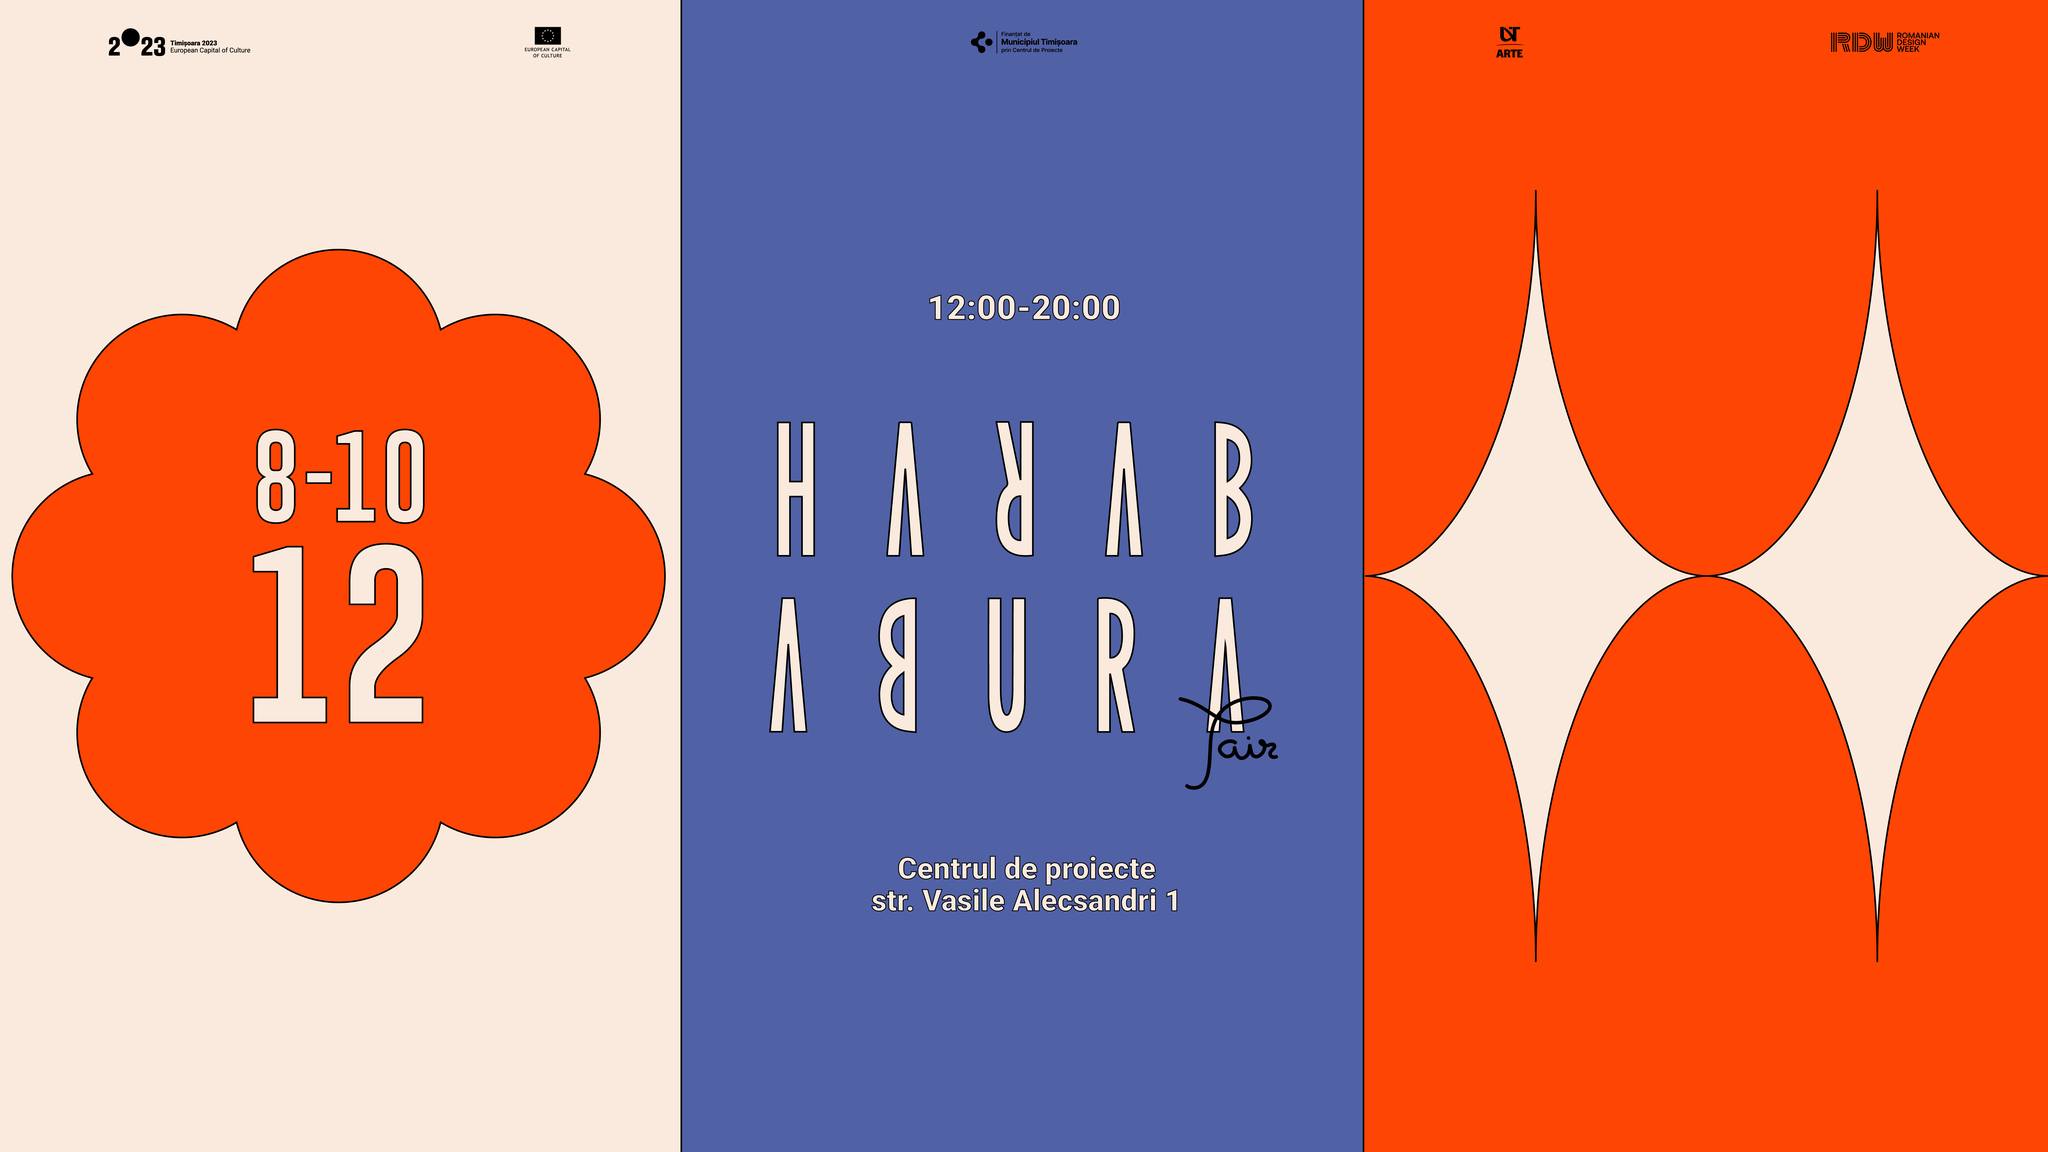 2023 Timișoara 2023
European Capital of Culture
EUROPEAN CAPITAL
OF CULTURE
Finanțat de
Municipiul Timișoara
prin Centrul de Proiecte
UVT
ARTE
RDW ROMANIAN
DESIGN
WEEK
8-10
12
12:00-20:00
HARAB
ABURA
fair
Centrul de proiecte
str. Vasile Alecsandri 1